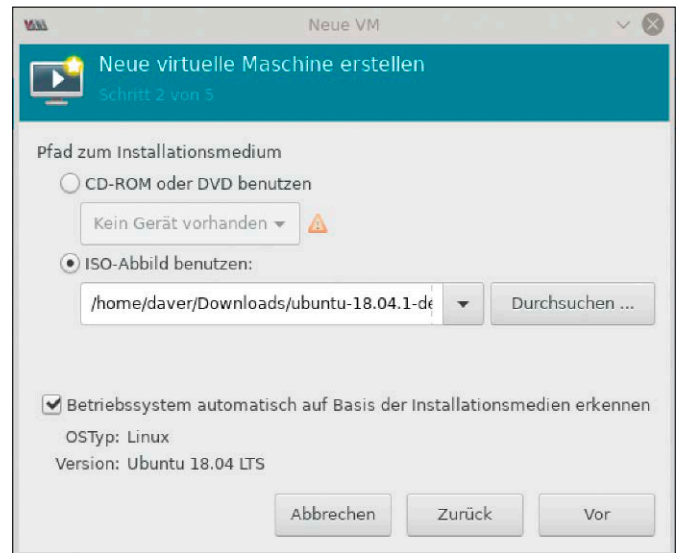 Neue VM
Neue virtuelle Maschine erstellen
Schritt 2 von 5
Pfad zum Installationsmedium
CD-ROM oder DVD benutzen
Kein Gerät vorhanden
ISO-Abbild benutzen:
/home/daver/Downloads/ubuntu-18.04.1-de
Durchsuchen ...
Betriebssystem automatisch auf Basis der Installationsmedien erkennen
OSTyp: Linux
Version: Ubuntu 18.04 LTS
Abbrechen
Zurück
Vor